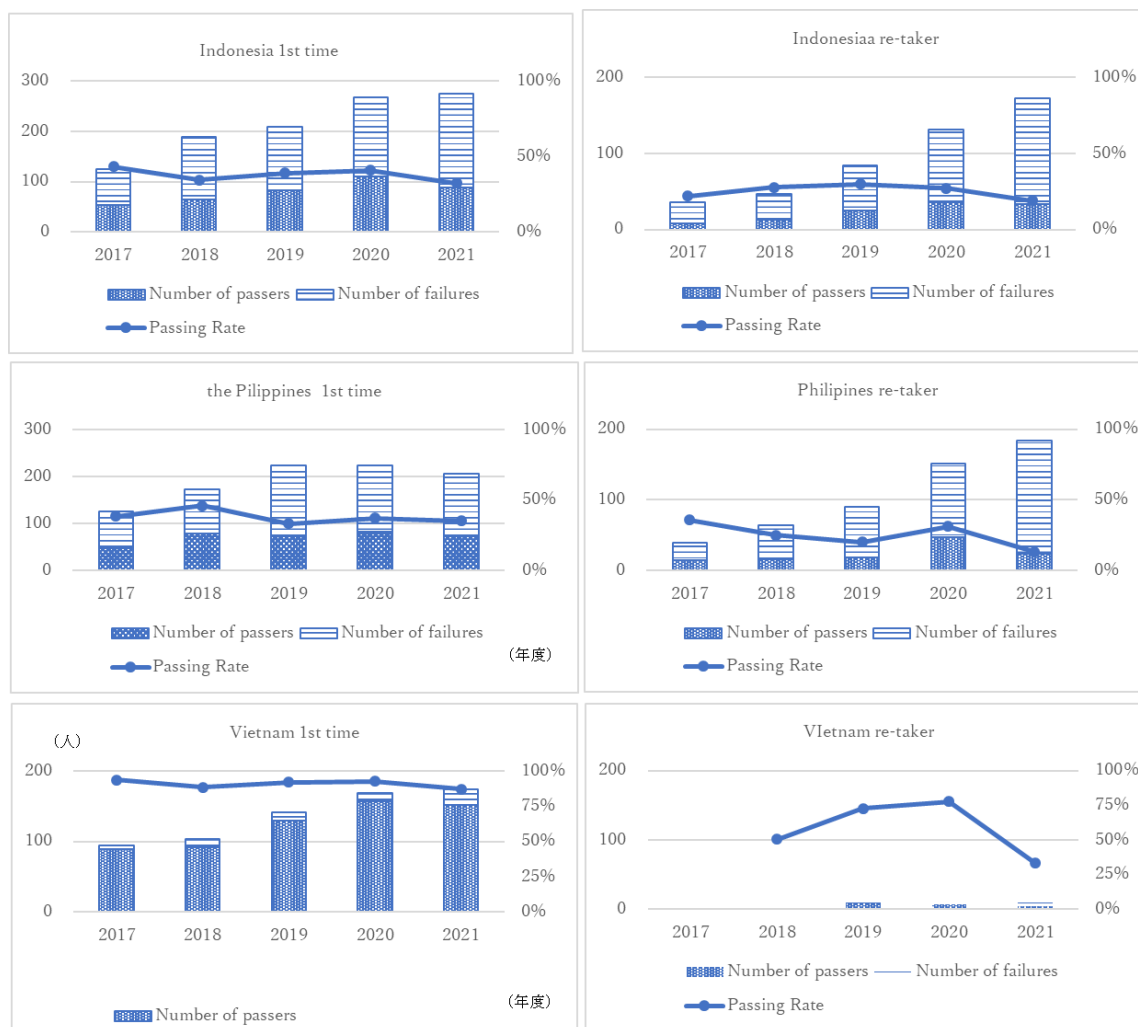 Indonesia 1st time
300
200
100
0
100%
50%
0%
2017 2018 2019 2020 2021
Number of passers Number of failures
Passing Rate
Indonesiaa re-taker
200
100
0
100%
50%
0%
2017 2018 2019 2020 2021
Number of passers Number of failures
Passing Rate
the Pilippines 1st time
300
200
100
0
100%
50%
0%
2017 2018 2019 2020 2021
Number of passers Number of failures
Passing Rate
(年度)
Philipines re-taker
200
100
0
100%
50%
0%
2017 2018 2019 2020 2021
Number of passers Number of failures
Passing Rate
(人)
Vietnam 1st time
200
100
0
100%
75%
50%
25%
0%
2017 2018 2019 2020 2021
Number of passers
(年度)
VIetnam re-taker
200
100
0
100%
75%
50%
25%
0%
2017 2018 2019 2020 2021
Number of passers Number of failures
Passing Rate